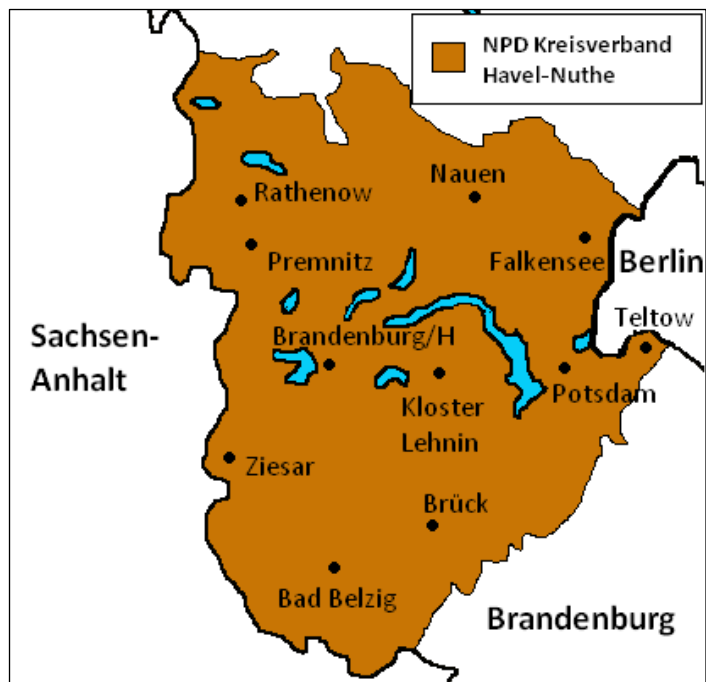 NPD Kreisverband
Havel-Nuthe
Rathenow
Nauen
Premnitz
Falkensee
Berlin
Sachsen-
Anhalt
Brandenburg/H
Teltow
Kloster
Lehnin
Potsdam
Ziesar
Brück
Bad Belzig
Brandenburg